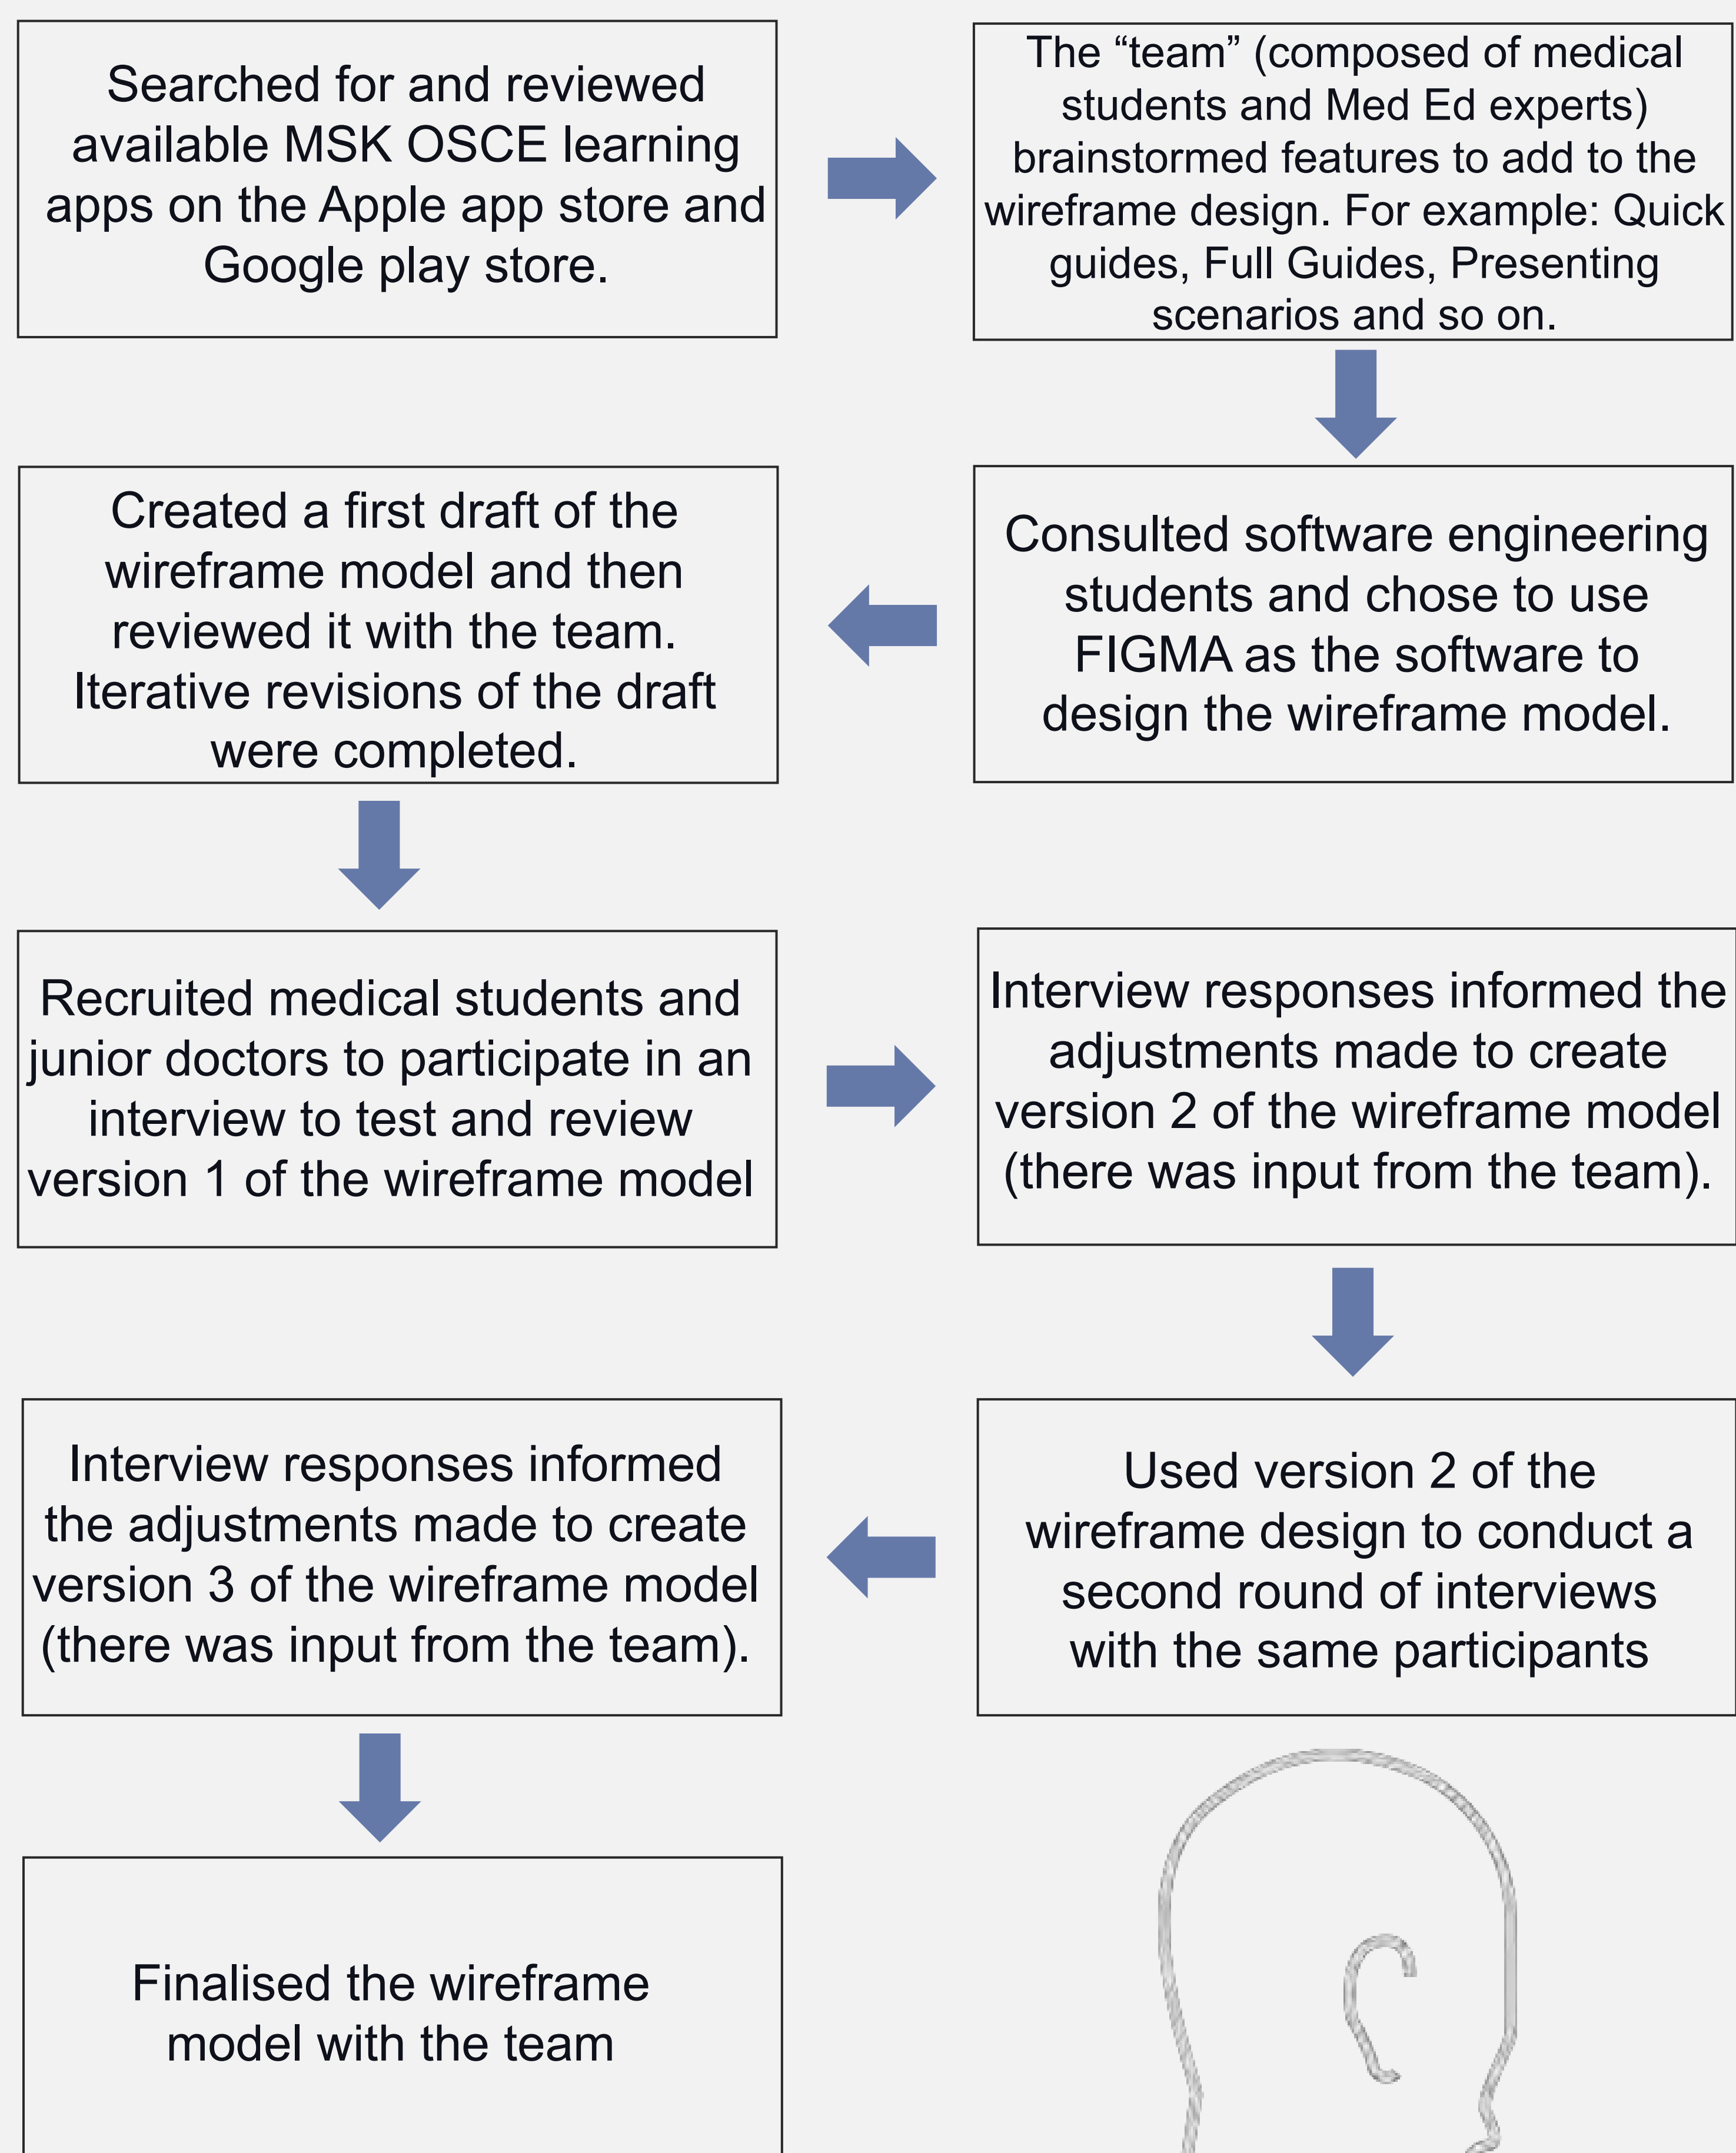 Searched for and reviewed
available MSK OSCE learning
apps on the Apple app store and
Google play store.
The “team” (composed of medical
students and Med Ed experts)
brainstormed features to add to the
wireframe design. For example: Quick
guides, Full Guides, Presenting
scenarios and so on.
Consulted software engineering
students and chose to use
FIGMA as the software to
design the wireframe model.
Created a first draft of the
wireframe model and then
reviewed it with the team.
Iterative revisions of the draft
were completed.
Recruited medical students and
junior doctors to participate in an
interview to test and review
version 1 of the wireframe model
Interview responses informed the
adjustments made to create
version 2 of the wireframe model
(there was input from the team).
Used version 2 of the
wireframe design to conduct a
second round of interviews
with the same participants
Interview responses informed
the adjustments made to create
version 3 of the wireframe model
(there was input from the team).
Finalised the wireframe
model with the team